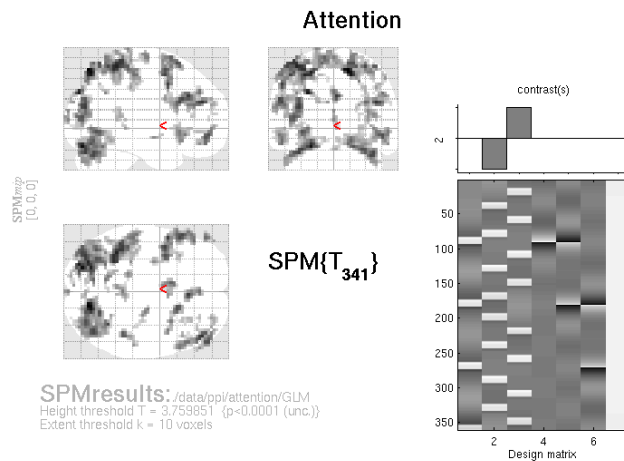 Attention
contrast(s)
2
SPMmip
[0, 0, 0]
<
<
<
SPM{T341}
50
100
150
200
250
300
350
2 4 6
Design matrix
SPMresults: ./data/ppi/attention/GLM
Height threshold T = 3.759851 {p<0.0001 (unc.)}
Extent threshold k = 10 voxels